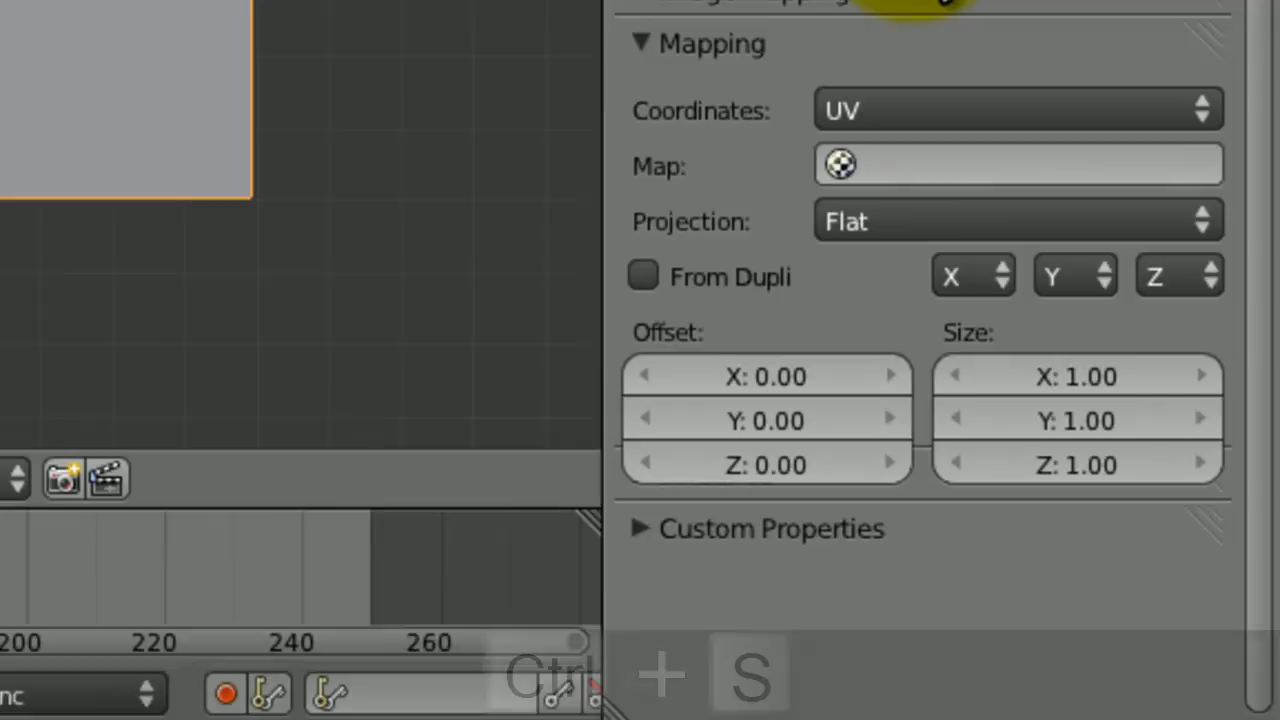 Mapping
Coordinates: UV
Map:
Projection: Flat
From Dupli X Y Z
Offset: Size:
X: 0.00 X: 1.00
Y: 0.00 Y: 1.00
Z: 0.00 Z: 1.00
Custom Properties
200 220 240 260
nc
Ctrl + S